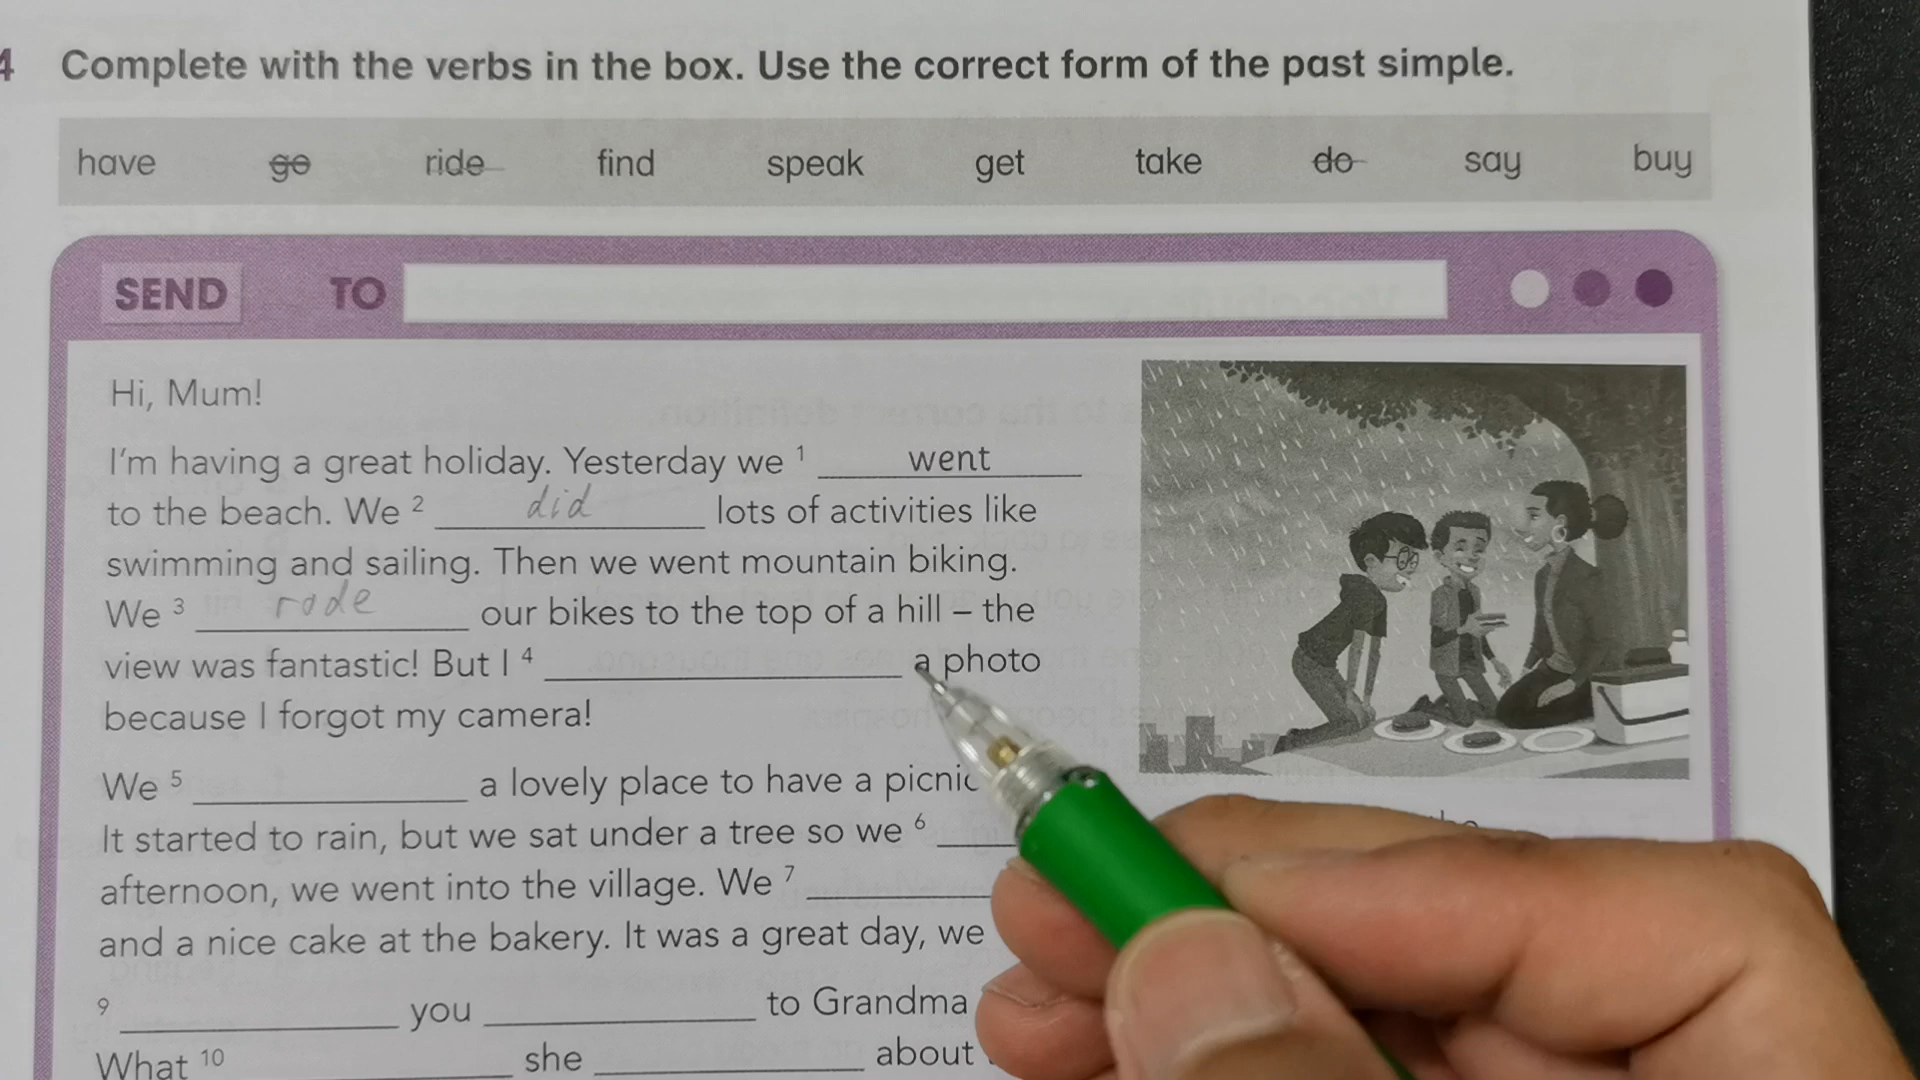 4 Complete with the verbs in the box. Use the correct form of the past simple.
have go ride find speak get take do say buy
SEND TO
Hi, Mum!
I'm having a great holiday. Yesterday we 1 went
to the beach. We 2 did lots of activities like
swimming and sailing. Then we went mountain biking.
We 3 rode our bikes to the top of a hill – the
view was fantastic! But I 4 a photo
because I forgot my camera!
We 5 a lovely place to have a picnic
It started to rain, but we sat under a tree so we 6
afternoon, we went into the village. We 7
and a nice cake at the bakery. It was a great day, we
9 you to Grandma
What 10 she about